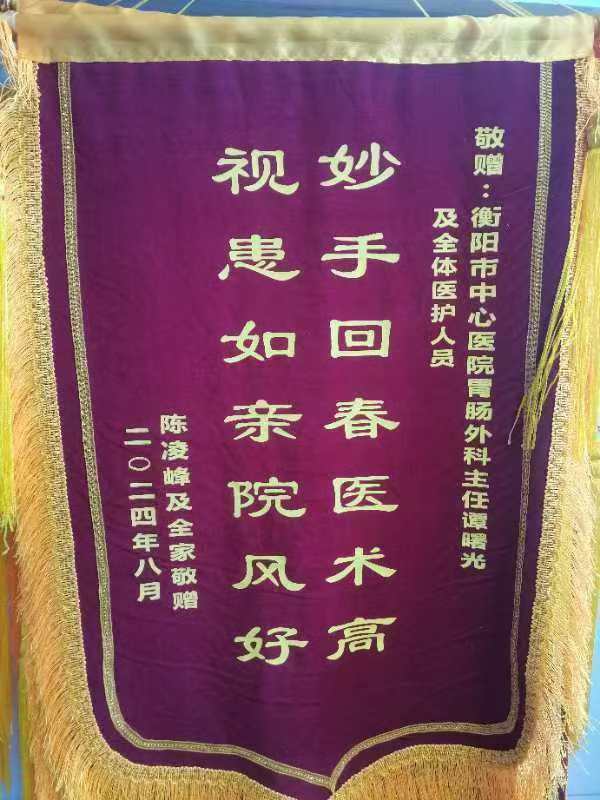 敬赠：衡阳市中心医院胃肠外科主任谭曙光
及全体医护人员
妙手回春医术高
视患如亲院风好
陈凌峰及全家敬赠
二〇二四年八月